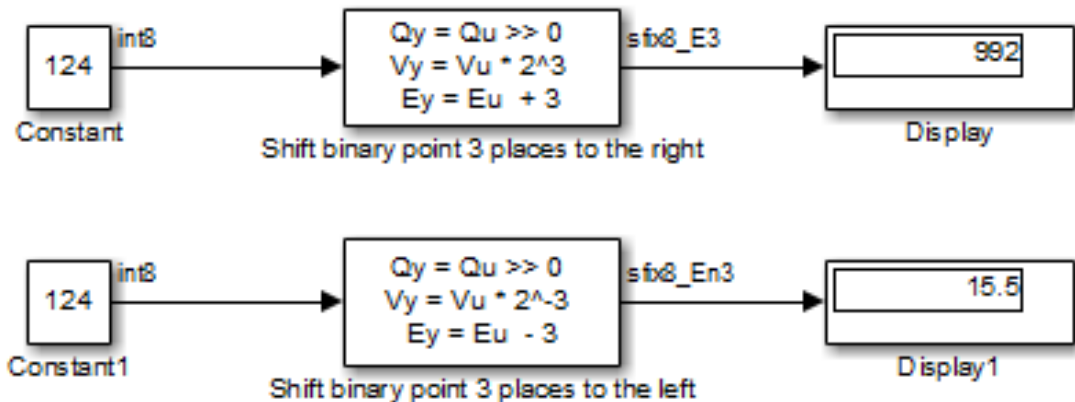 124
int8
Qy = Qu >> 0
Vy = Vu * 2^3
Ey = Eu + 3
sfix8_E3
992
Constant
Shift binary point 3 places to the right
Display
124
int8
Qy = Qu >> 0
Vy = Vu * 2^-3
Ey = Eu - 3
sfix8_En3
15.5
Constant1
Shift binary point 3 places to the left
Display1